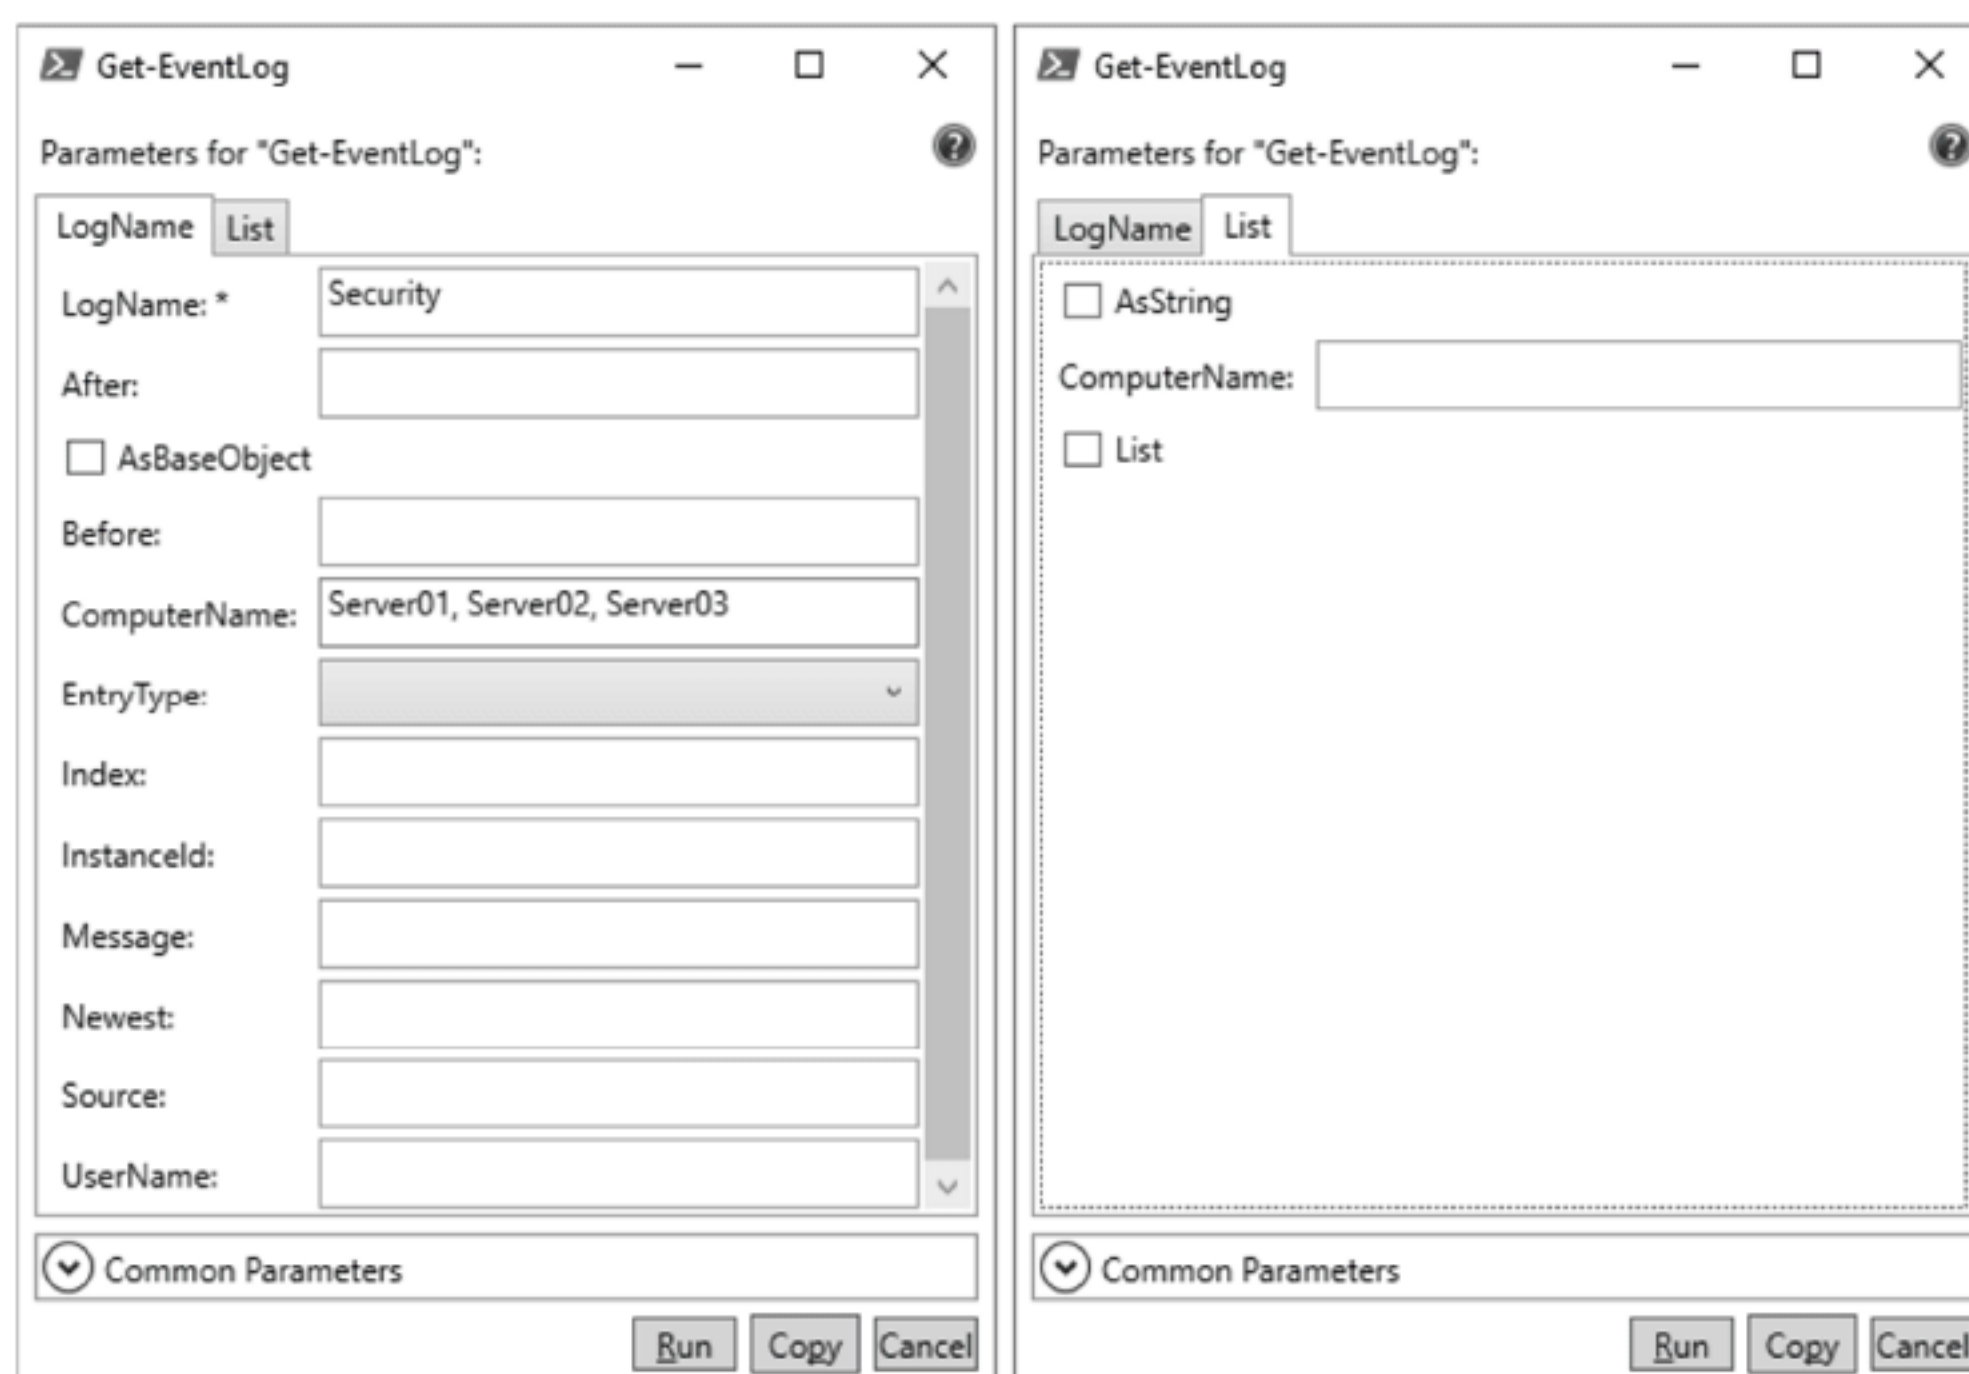 Get-EventLog
Parameters for "Get-EventLog":
LogName List
LogName: * Security
After:
AsBaseObject
Before:
ComputerName: Server01, Server02, Server03
EntryType:
Index:
InstanceId:
Message:
Newest:
Source:
UserName:
Common Parameters
Run Copy Cancel
Get-EventLog
Parameters for "Get-EventLog":
LogName List
AsString
ComputerName:
List
Common Parameters
Run Copy Cancel